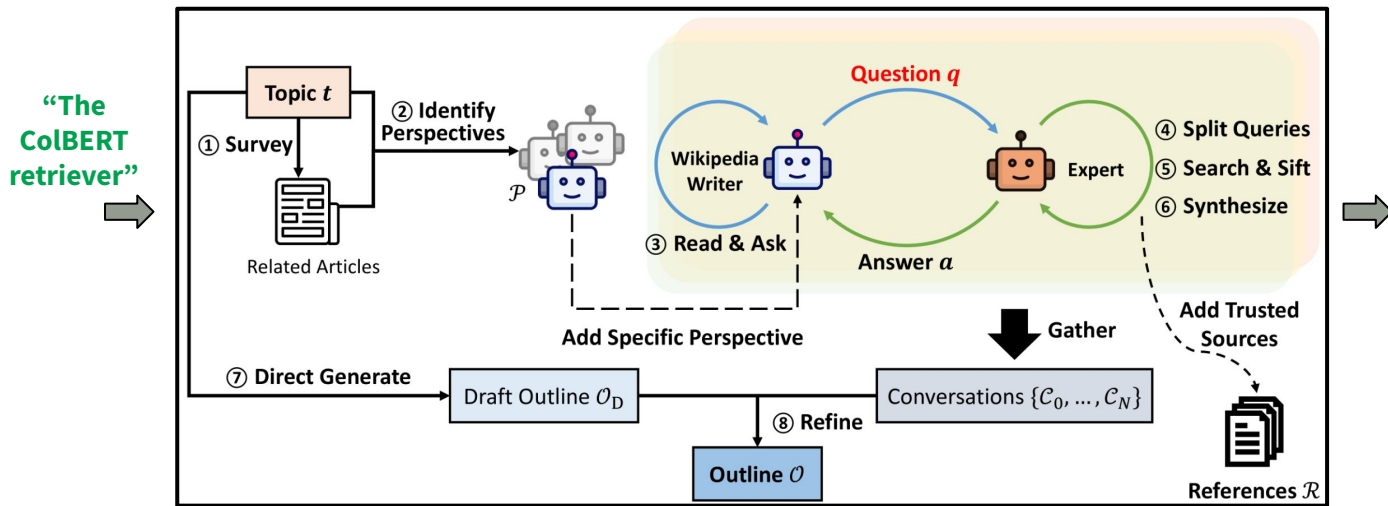 “The
ColBERT
retriever”
Topic t
① Survey
Related Articles
② Identify
Perspectives
𝒫
Question q
Wikipedia
Writer
Expert
③ Read & Ask
Answer a
④ Split Queries
⑤ Search & Sift
⑥ Synthesize
Add Specific Perspective
Gather
Add Trusted
Sources
⑦ Direct Generate
Draft Outline 𝒪D
Conversations {𝒞0, …, 𝒞N}
⑧ Refine
Outline 𝒪
References ℛ